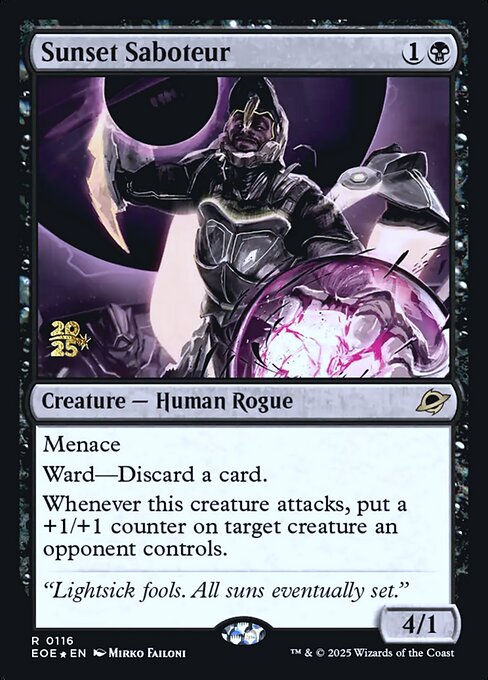 Sunset Saboteur 1
20
25
Creature — Human Rogue
Menace
Ward—Discard a card.
Whenever this creature attacks, put a
+1/+1 counter on target creature an
opponent controls.
“Lightsick fools. All suns eventually set.”
4/1
R 0116
EOE ★ EN Mirko Failoni
™ & © 2025 Wizards of the Coast